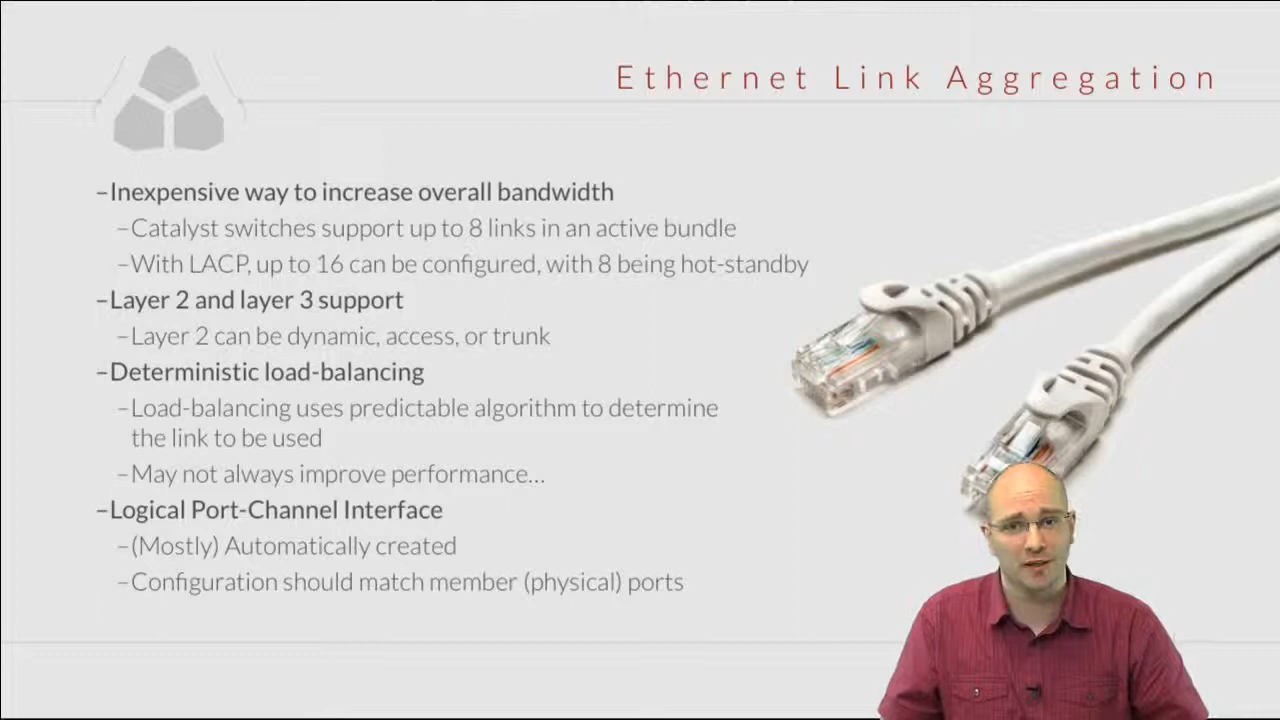 Ethernet Link Aggregation
–Inexpensive way to increase overall bandwidth
–Catalyst switches support up to 8 links in an active bundle
–With LACP, up to 16 can be configured, with 8 being hot-standby
–Layer 2 and layer 3 support
–Layer 2 can be dynamic, access, or trunk
–Deterministic load-balancing
–Load-balancing uses predictable algorithm to determine
the link to be used
–May not always improve performance...
–Logical Port-Channel Interface
–(Mostly) Automatically created
–Configuration should match member (physical) ports